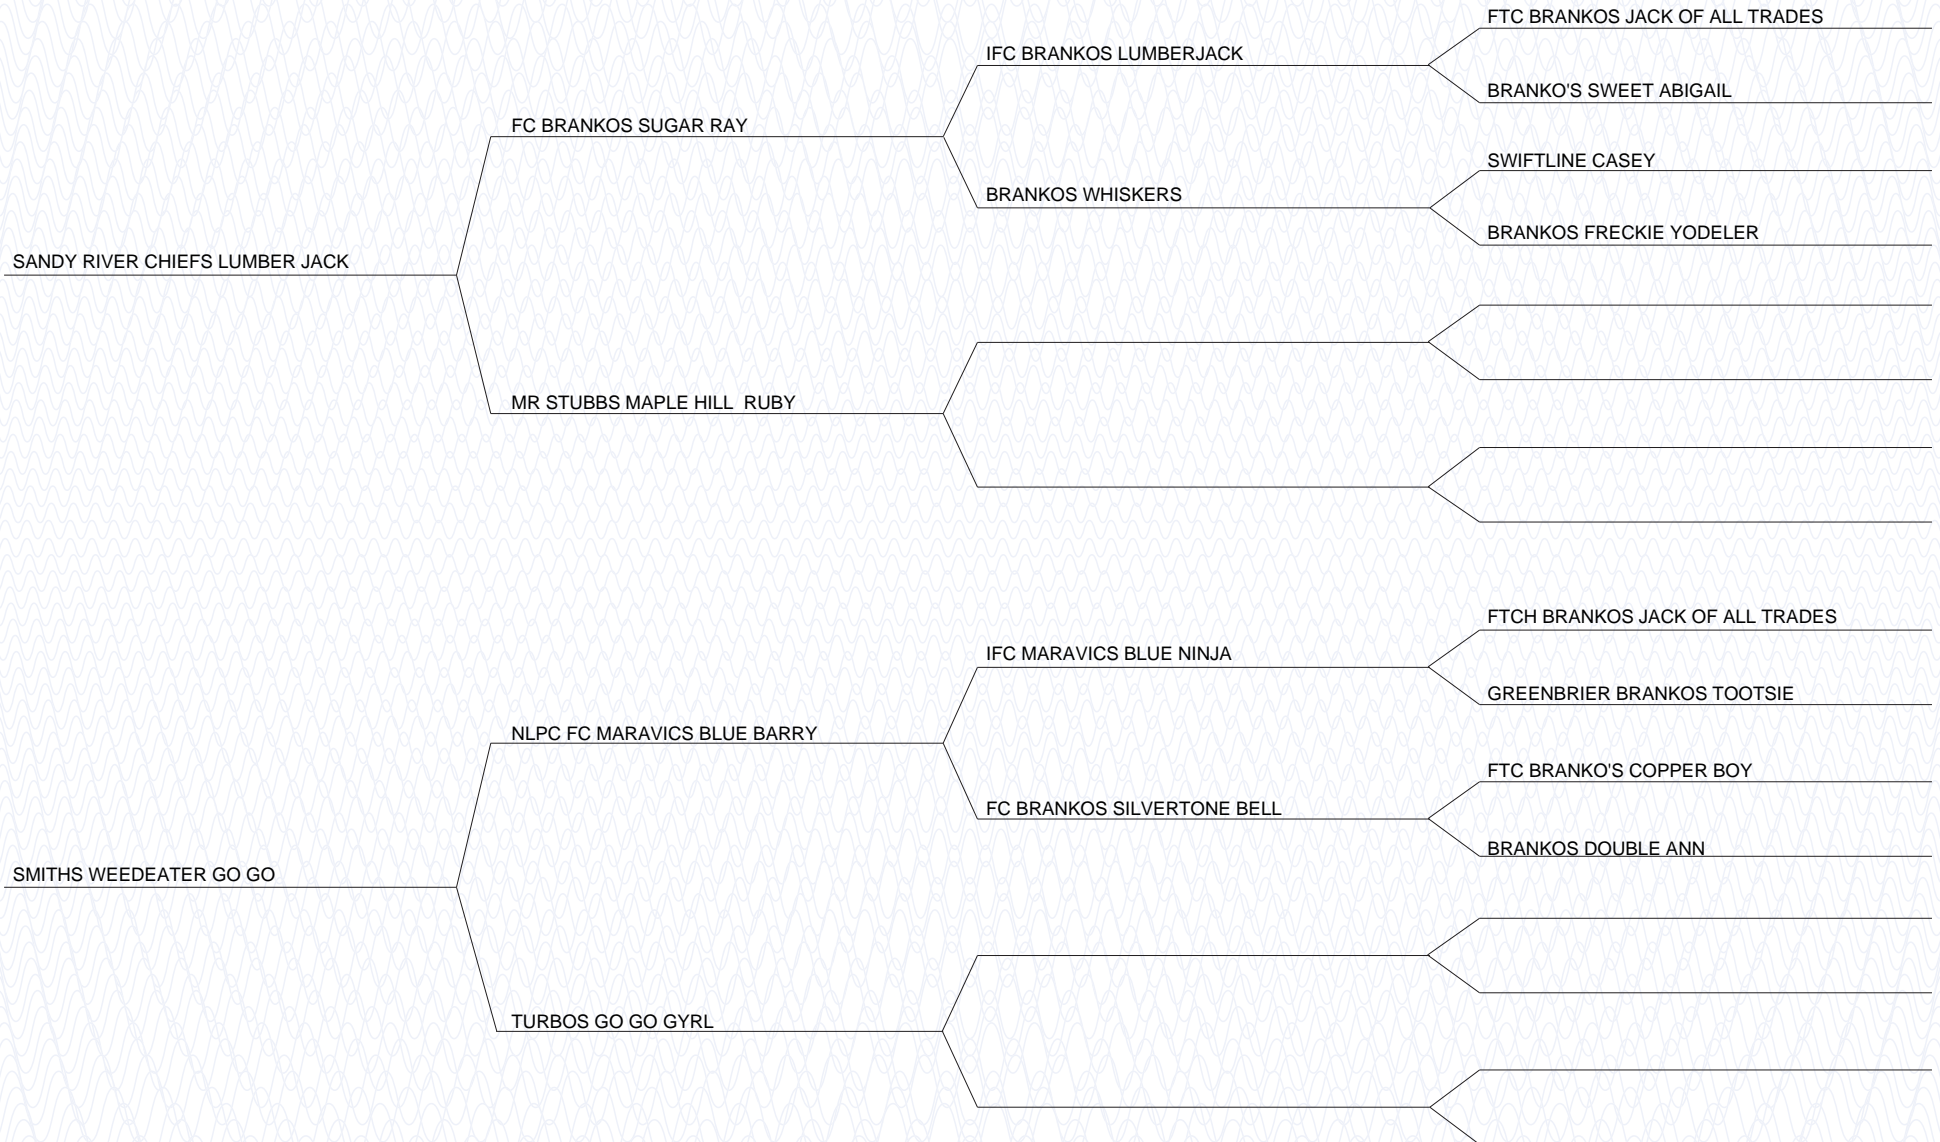 FTC BRANKOS JACK OF ALL TRADES
IFC BRANKOS LUMBERJACK
BRANKO'S SWEET ABIGAIL
FC BRANKOS SUGAR RAY
SWIFTLINE CASEY
BRANKOS WHISKERS
BRANKOS FRECKIE YODELER
SANDY RIVER CHIEFS LUMBER JACK
MR STUBBS MAPLE HILL  RUBY
FTCH BRANKOS JACK OF ALL TRADES
IFC MARAVICS BLUE NINJA
GREENBRIER BRANKOS TOOTSIE
NLPC FC MARAVICS BLUE BARRY
FTC BRANKO'S COPPER BOY
FC BRANKOS SILVERTONE BELL
BRANKOS DOUBLE ANN
SMITHS WEEDEATER GO GO
TURBOS GO GO GYRL